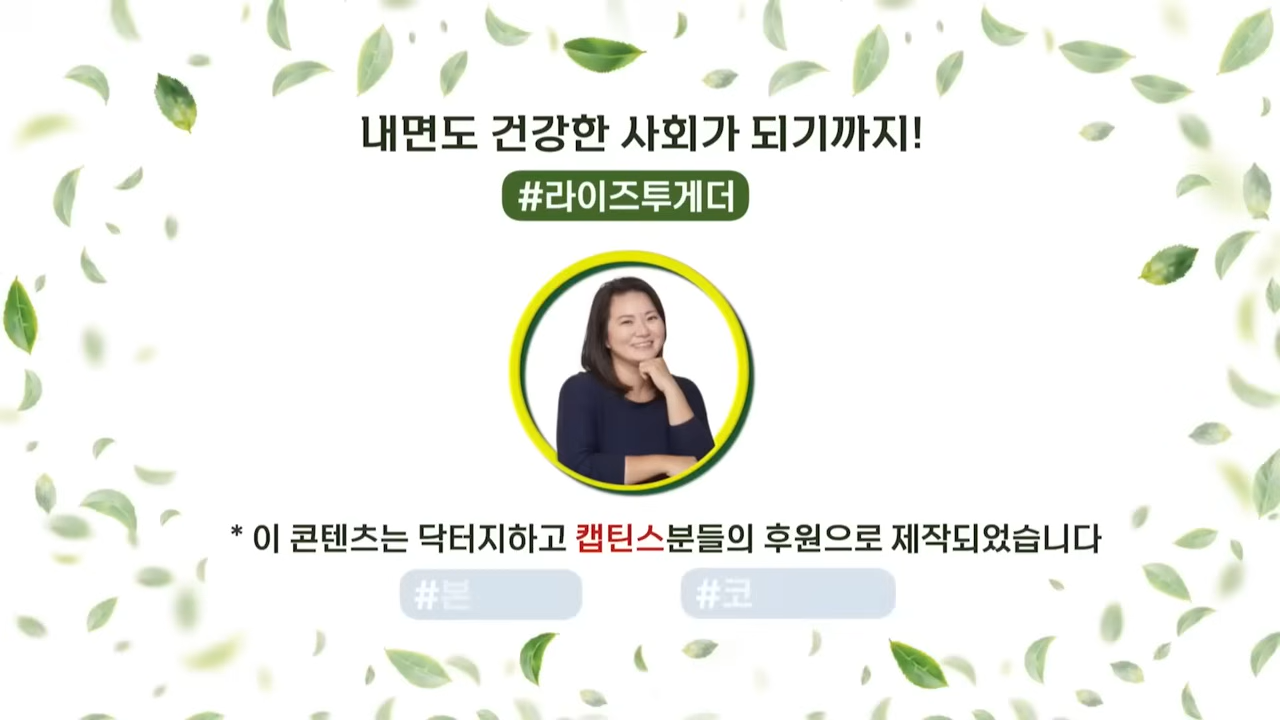 내면도 건강한 사회가 되기까지!
#라이즈투게더
* 이 콘텐츠는 닥터지하고 캡틴스분들의 후원으로 제작되었습니다
#본
#코